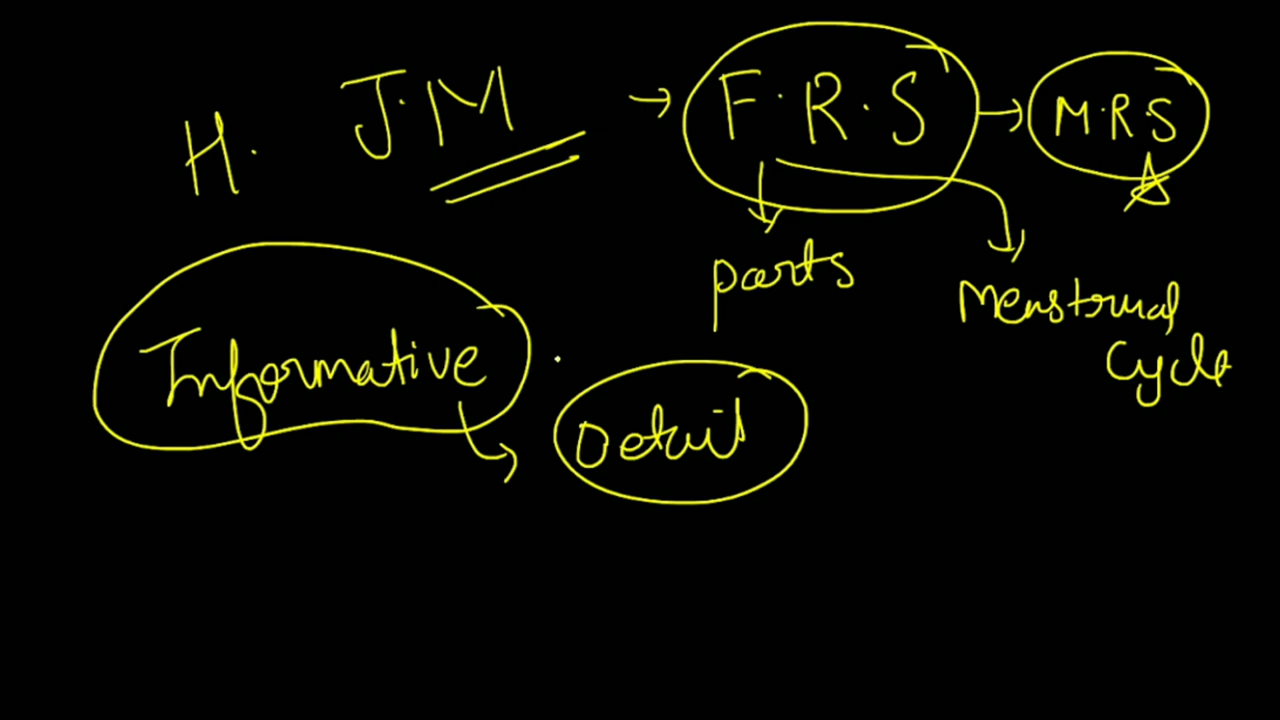 H. J.M → F.R.S → M.R.S
parts
Menstrual
Cycle
Informative
Detail